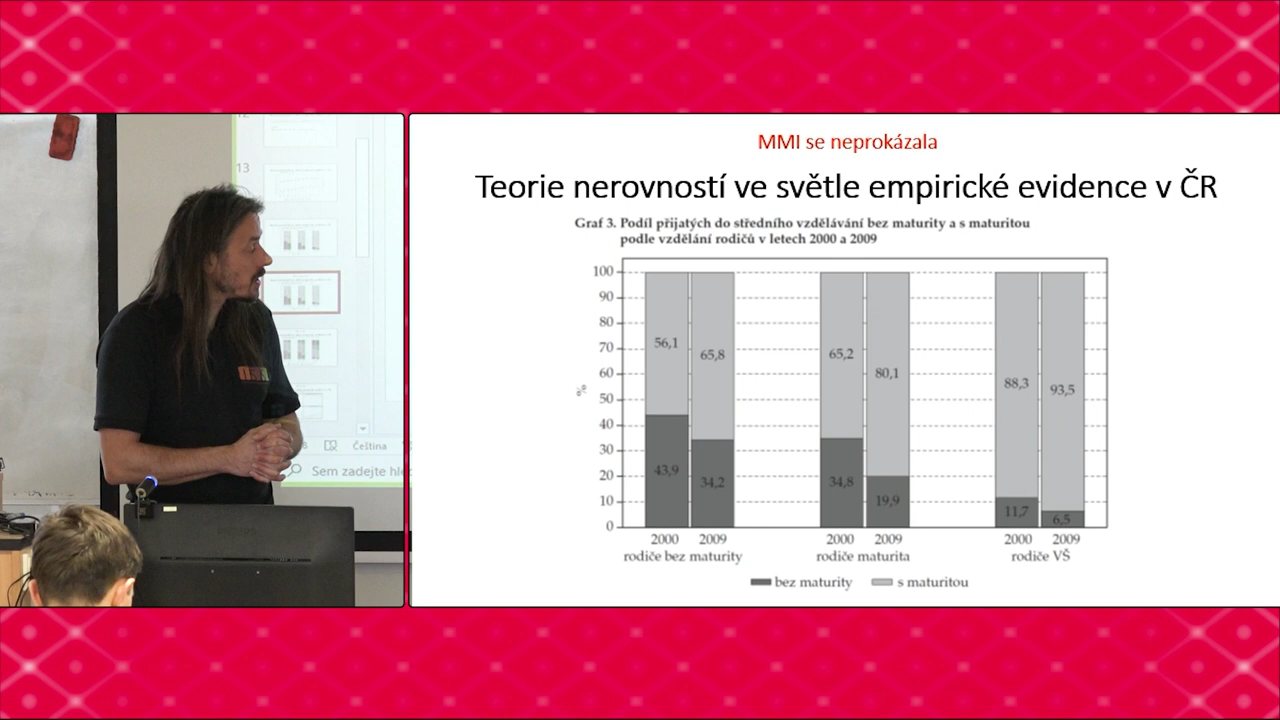 13
Čeština
Sem zadejte hle
MMI se neprokázala
Teorie nerovností ve světle empirické evidence v ČR
Graf 3. Podíl přijatých do středního vzdělávání bez maturity a s maturitou
podle vzdělání rodičů v letech 2000 a 2009
100
90
80
70
60
50
40
30
20
10
0
%
56,1
65,8
65,2
80,1
88,3
93,5
43,9
34,2
34,8
19,9
11,7
6,5
2000 2009 2000 2009 2000 2009
rodiče bez maturity rodiče maturita rodiče VŠ
bez maturity s maturitou